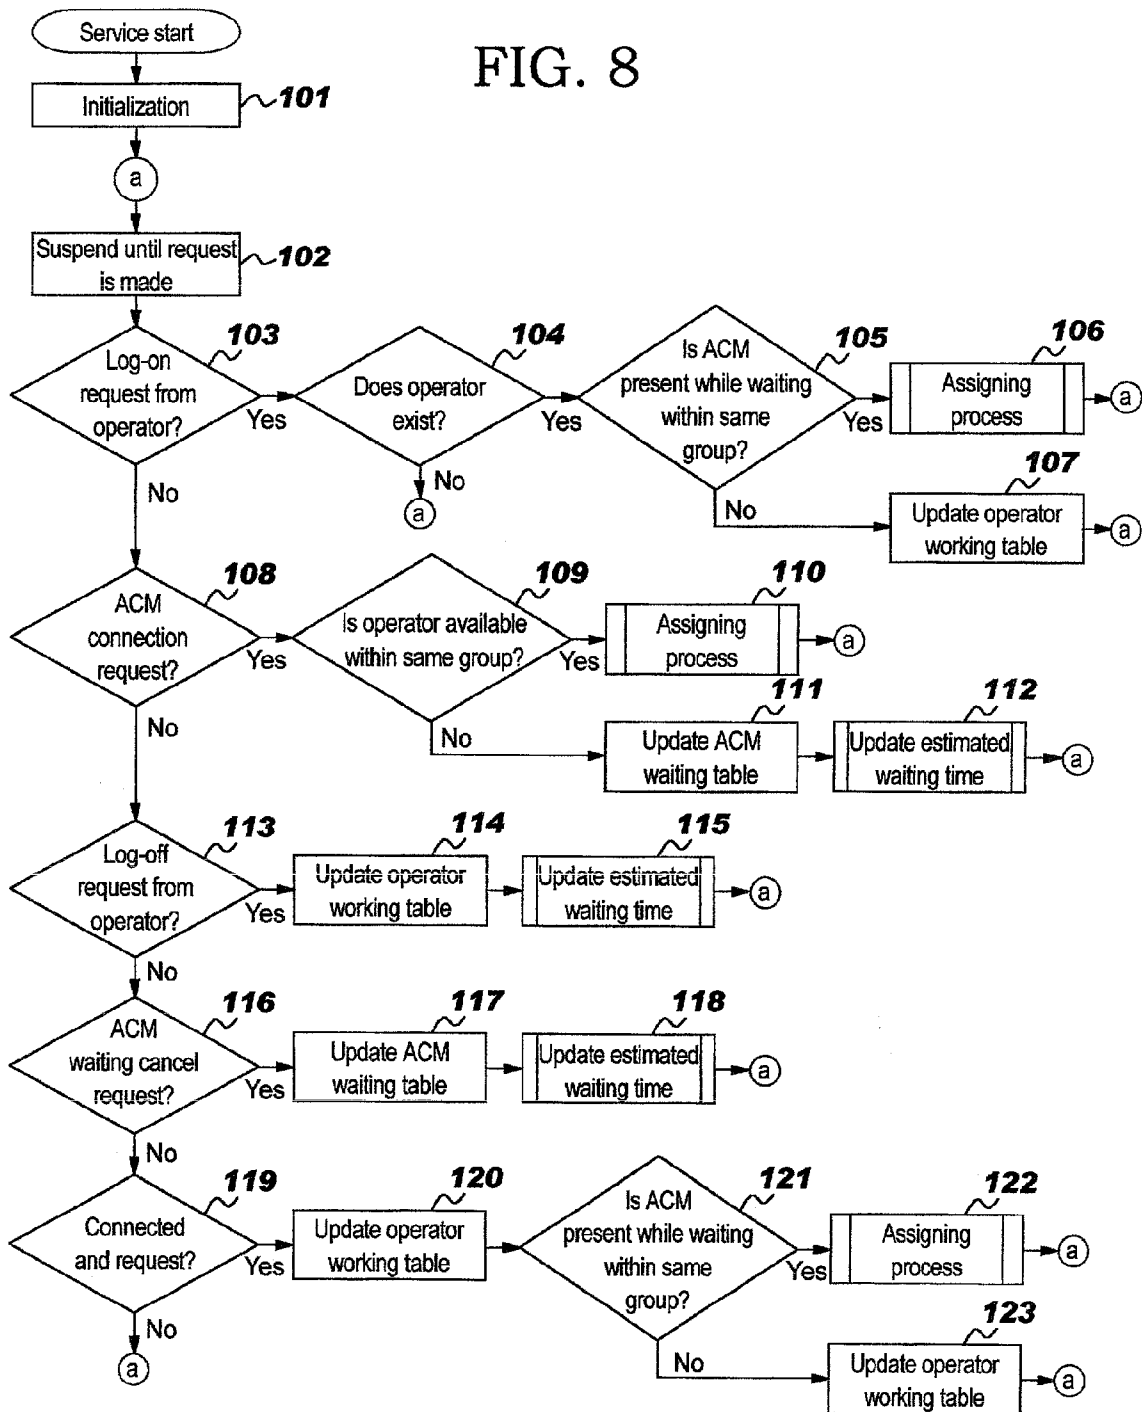 Service start
FIG. 8
Initialization
101
a
Suspend until request
is made
102
103
Log-on
request from
operator?
Yes
No
104
Does operator
exist?
Yes
No
a
105
Is ACM
present while waiting
within same
group?
Yes
No
106
Assigning
process
a
107
Update operator
working table
a
108
ACM
connection
request?
Yes
No
109
Is operator available
within same group?
Yes
No
110
Assigning
process
a
111
Update ACM
waiting table
112
Update estimated
waiting time
a
113
Log-off
request from
operator?
Yes
No
114
Update operator
working table
115
Update estimated
waiting time
a
116
ACM
waiting cancel
request?
Yes
No
117
Update ACM
waiting table
118
Update estimated
waiting time
a
119
Connected
and request?
Yes
No
a
120
Update operator
working table
121
Is ACM
present while waiting
within same
group?
Yes
No
122
Assigning
process
a
123
Update operator
working table
a